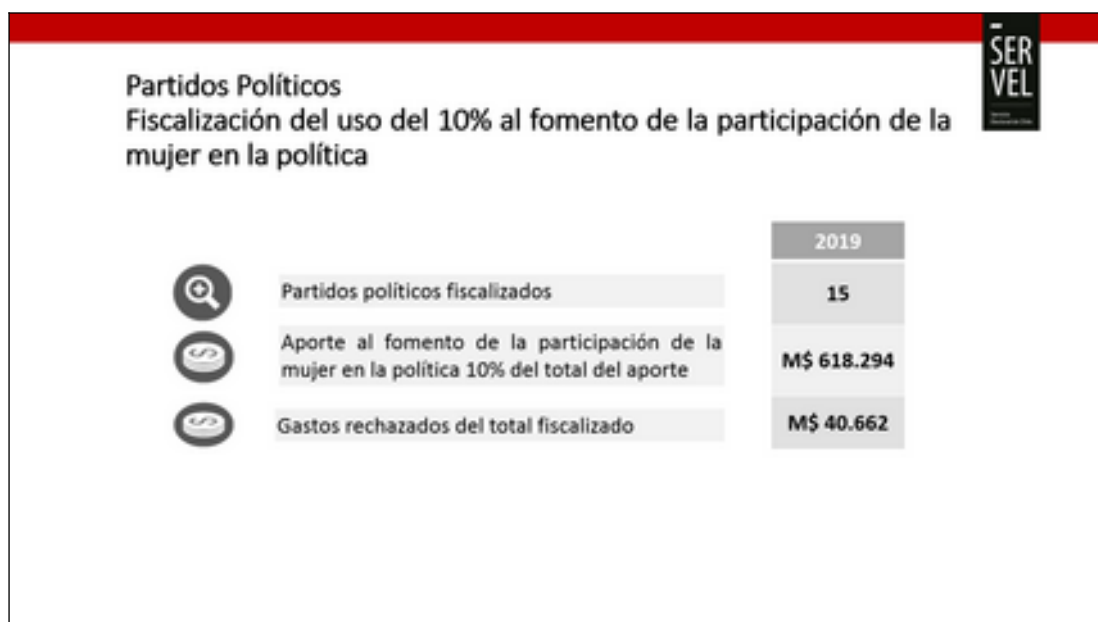 SER
VEL
Partidos Políticos
Fiscalización del uso del 10% al fomento de la participación de la
mujer en la política
2019
Partidos políticos fiscalizados
15
Aporte al fomento de la participación de la
mujer en la política 10% del total del aporte
M$ 618.294
Gastos rechazados del total fiscalizado
M$ 40.662